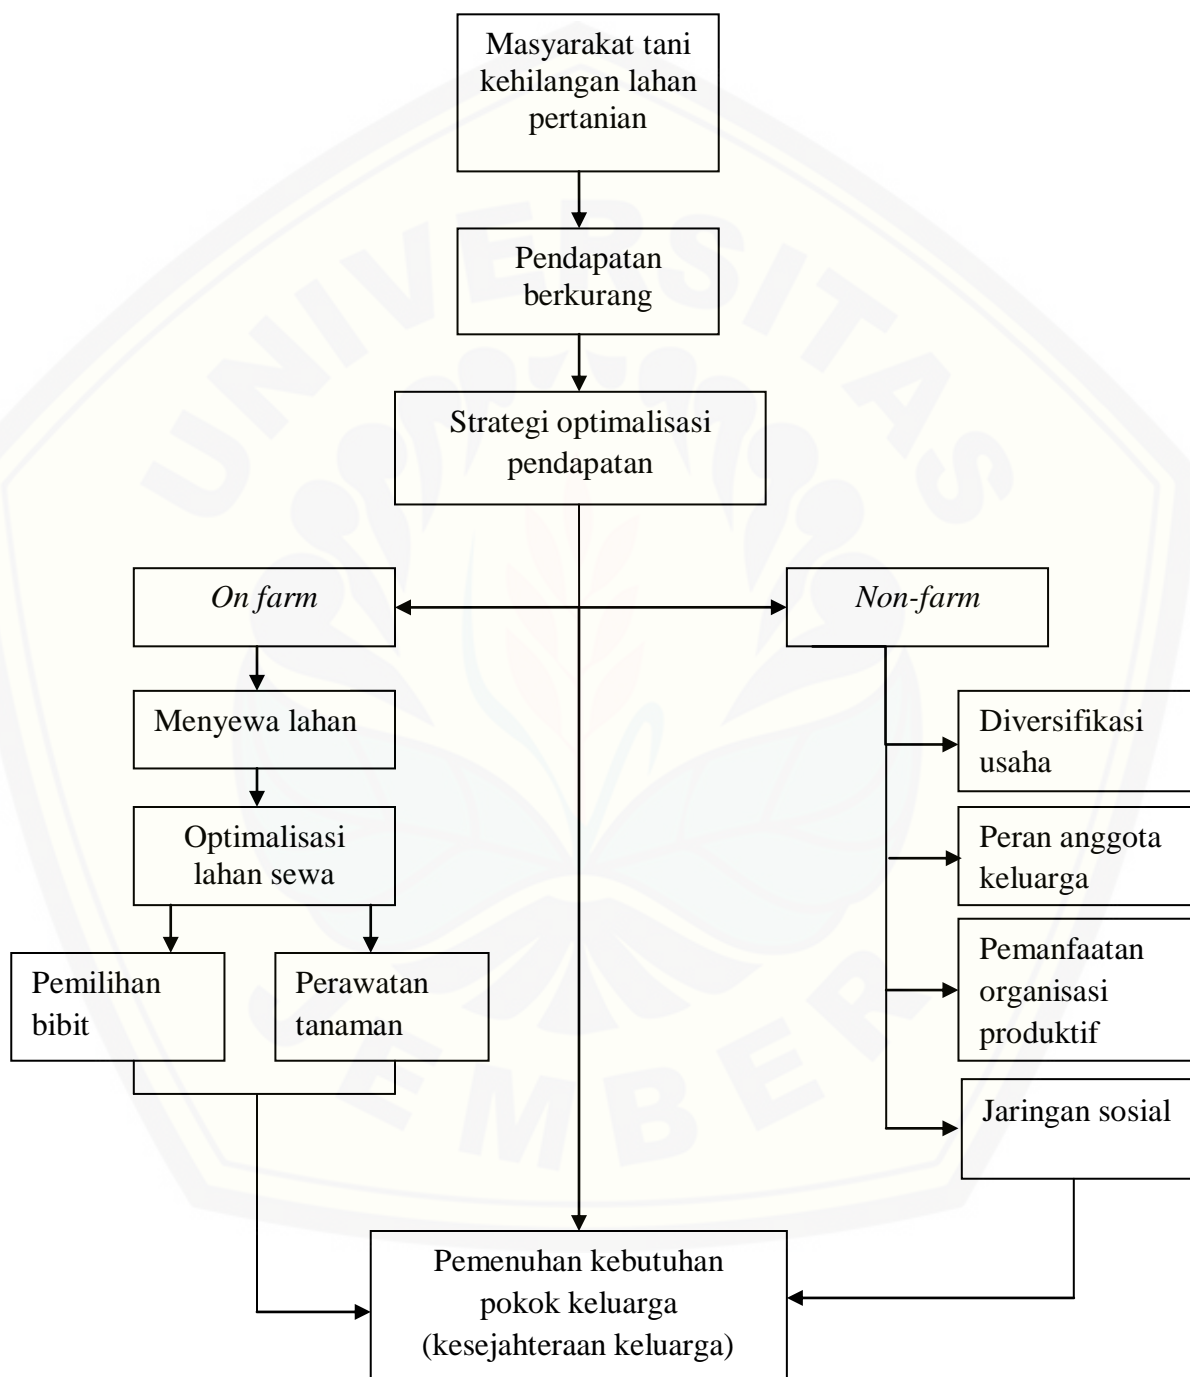 Masyarakat tani
kehilangan lahan
pertanian
Pendapatan
berkurang
Strategi optimalisasi
pendapatan
On farm
Non-farm
Menyewa lahan
Diversifikasi
usaha
Optimalisasi
lahan sewa
Peran anggota
keluarga
Pemilihan
bibit
Perawatan
tanaman
Pemanfaatan
organisasi
produktif
Jaringan sosial
Pemenuhan kebutuhan
pokok keluarga
(kesejahteraan keluarga)
UNIVERSITAS
JEMBER